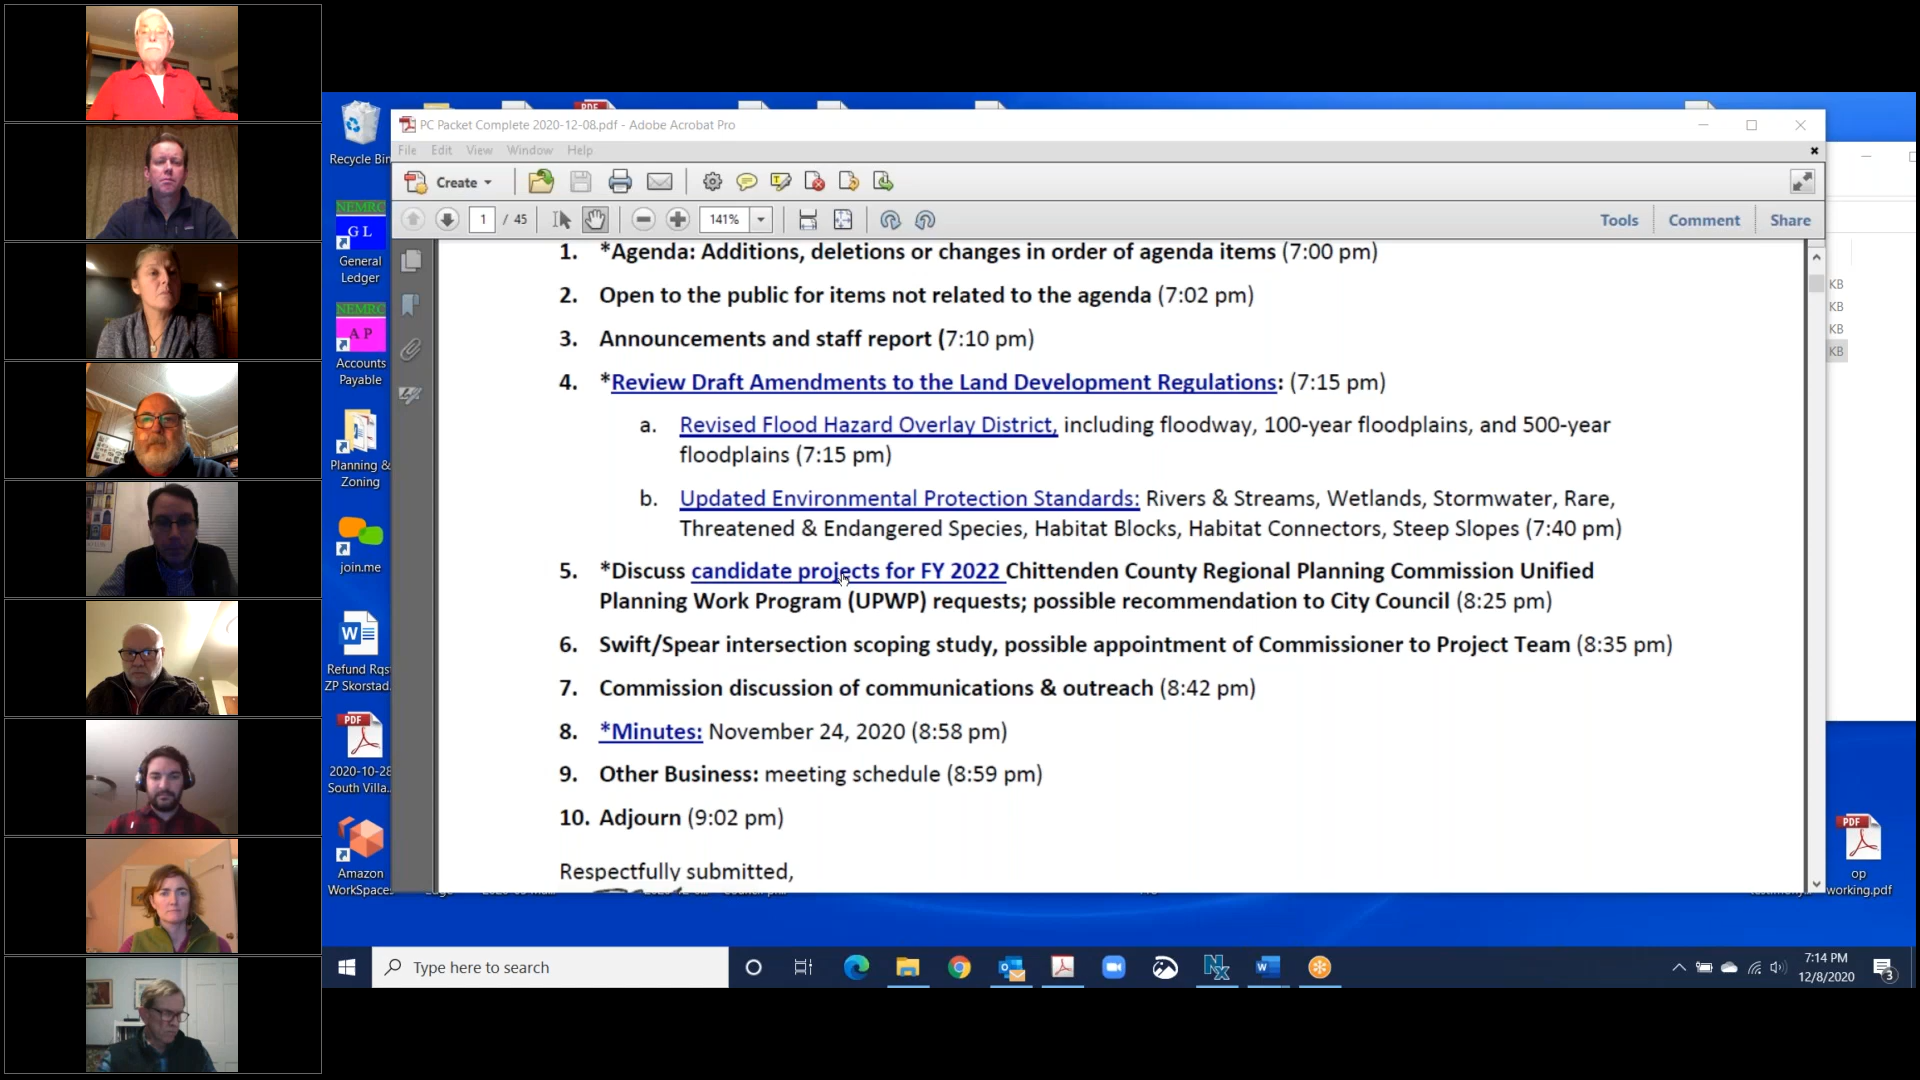 Recycle Bin
PDF
PC Packet Complete 2020-12-08.pdf - Adobe Acrobat Pro
File Edit View Window Help
Create
1 / 45
141%
Tools Comment Share
1. *Agenda: Additions, deletions or changes in order of agenda items (7:00 pm)
2. Open to the public for items not related to the agenda (7:02 pm)
3. Announcements and staff report (7:10 pm)
4. *Review Draft Amendments to the Land Development Regulations: (7:15 pm)
a. Revised Flood Hazard Overlay District, including floodway, 100-year floodplains, and 500-year
floodplains (7:15 pm)
b. Updated Environmental Protection Standards: Rivers & Streams, Wetlands, Stormwater, Rare,
Threatened & Endangered Species, Habitat Blocks, Habitat Connectors, Steep Slopes (7:40 pm)
5. *Discuss candidate projects for FY 2022 Chittenden County Regional Planning Commission Unified
Planning Work Program (UPWP) requests; possible recommendation to City Council (8:25 pm)
6. Swift/Spear intersection scoping study, possible appointment of Commissioner to Project Team (8:35 pm)
7. Commission discussion of communications & outreach (8:42 pm)
8. *Minutes: November 24, 2020 (8:58 pm)
9. Other Business: meeting schedule (8:59 pm)
10. Adjourn (9:02 pm)
Respectfully submitted,
NEMRC
G L
General
Ledger
NEMRC
A P
Accounts
Payable
Planning &
Zoning
join.me
Refund Rqs
ZP Skorstad.
PDF
2020-10-28
South Villa..
Amazon
WorkSpaces
KB
KB
KB
KB
PDF
op
working.pdf
Type here to search
7:14 PM
12/8/2020
3